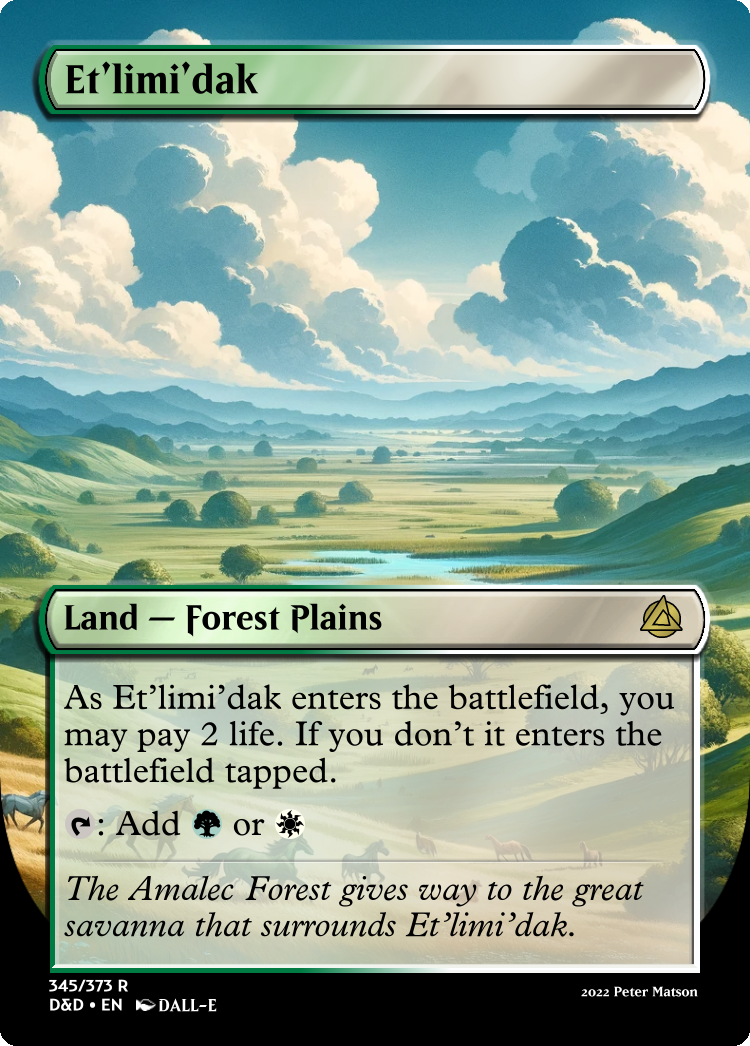 Et’limi’dak
Land — Forest Plains
As Et’limi’dak enters the battlefield, you
may pay 2 life. If you don’t it enters the
battlefield tapped.
: Add or
The Amalec Forest gives way to the great
savanna that surrounds Et’limi’dak.
345/373 R
D&D • EN DALL-E
2022 Peter Matson